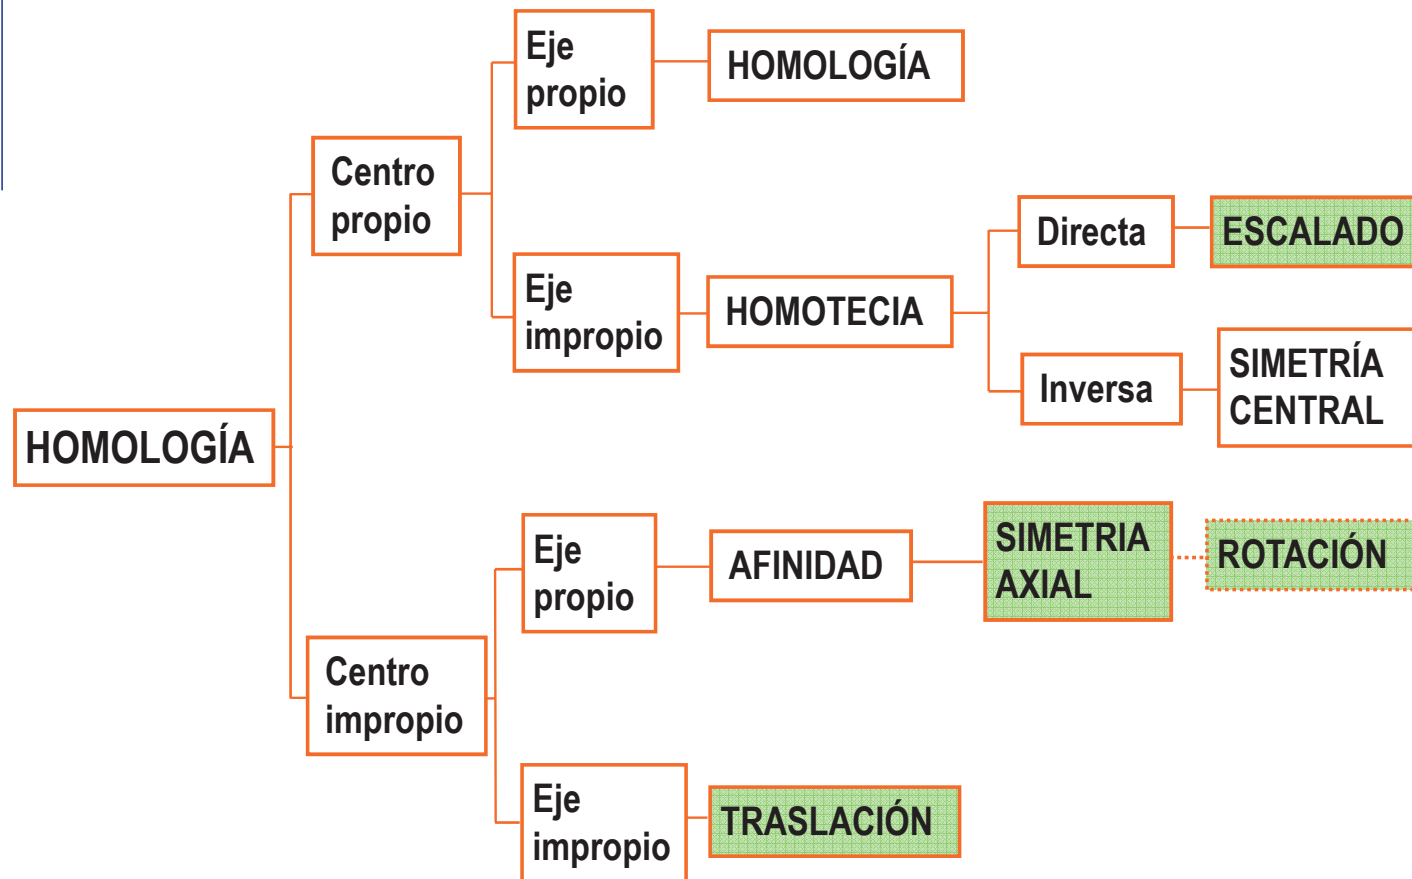 Eje
propio
HOMOLOGÍA
Centro
propio
Directa
ESCALADO
Eje
impropio
HOMOTECIA
Inversa
SIMETRÍA
CENTRAL
HOMOLOGÍA
Eje
propio
AFINIDAD
SIMETRIA
AXIAL
ROTACIÓN
Centro
impropio
Eje
impropio
TRASLACIÓN